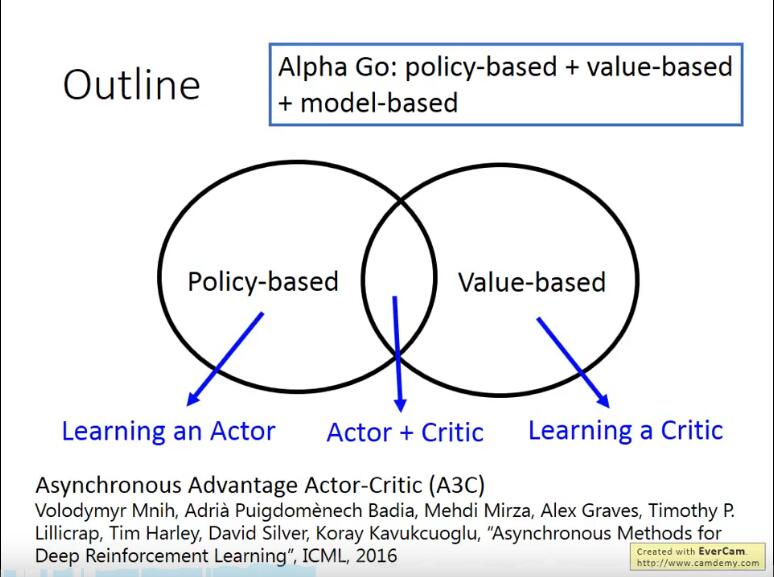 Outline
Alpha Go: policy-based + value-based
+ model-based
Policy-based
Value-based
Learning an Actor
Actor + Critic
Learning a Critic
Asynchronous Advantage Actor-Critic (A3C)
Volodymyr Mnih, Adrià Puigdomènech Badia, Mehdi Mirza, Alex Graves, Timothy P.
Lillicrap, Tim Harley, David Silver, Koray Kavukcuoglu, “Asynchronous Methods for
Deep Reinforcement Learning”, ICML, 2016
Created with EverCam.
http://www.camdemy.com